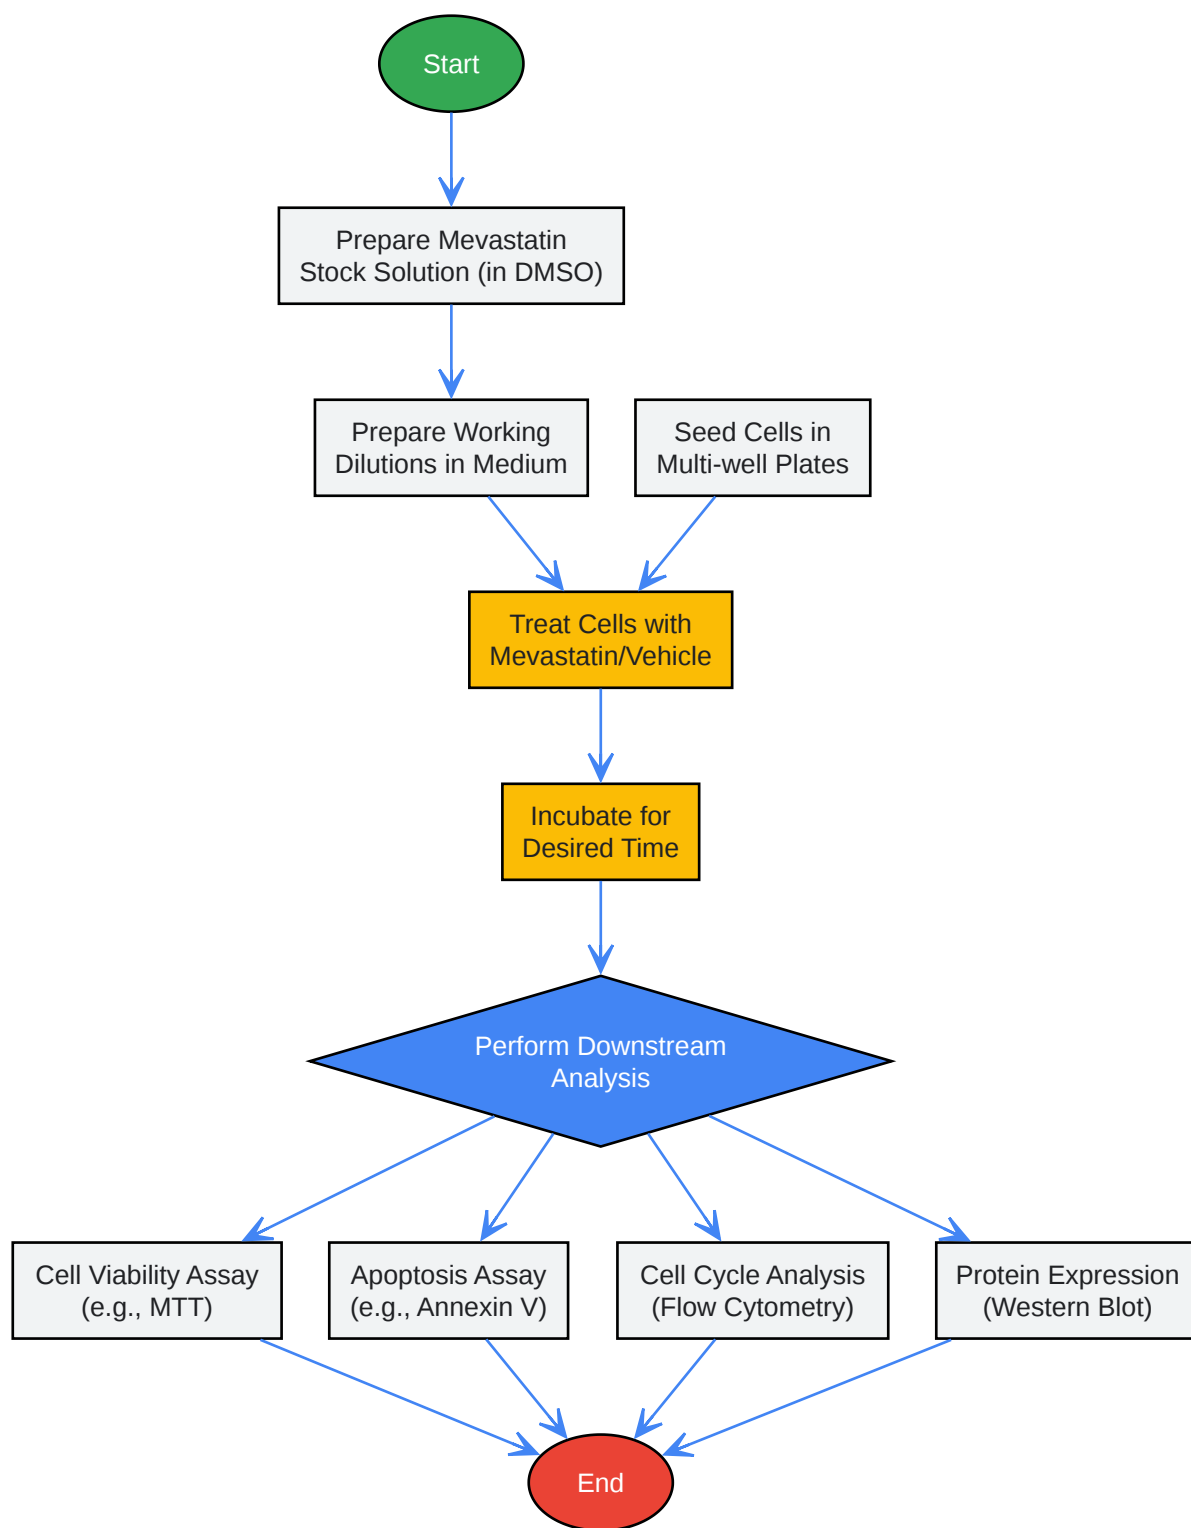 Start
Prepare Mevastatin
Stock Solution (in DMSO)
Prepare Working
Dilutions in Medium
Seed Cells in
Multi-well Plates
Treat Cells with
Mevastatin/Vehicle
Incubate for
Desired Time
Perform Downstream
Analysis
Cell Viability Assay
(e.g., MTT)
Apoptosis Assay
(e.g., Annexin V)
Cell Cycle Analysis
(Flow Cytometry)
Protein Expression
(Western Blot)
End